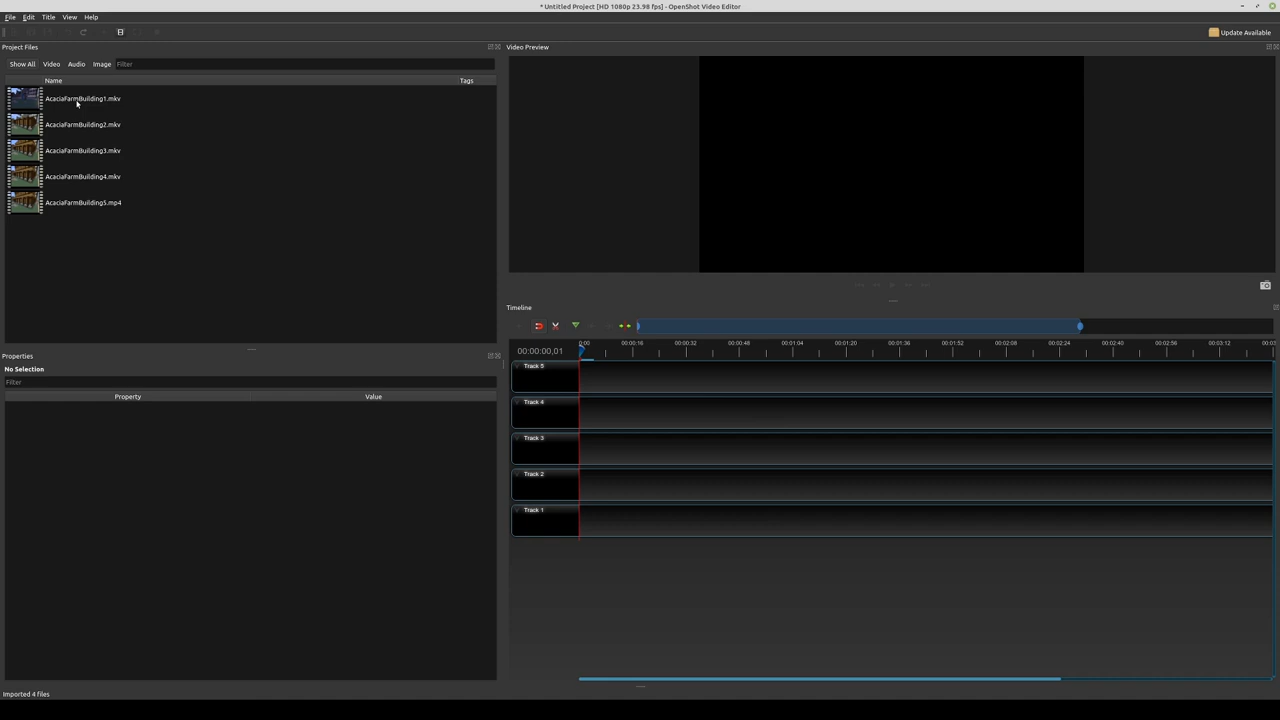 * Untitled Project [HD 1080p 23.98 fps] - OpenShot Video Editor
File Edit Title View Help
Update Available
Project Files
Show All Video Audio Image Filter
Name Tags
AcaciaFarmBuilding1.mkv
AcaciaFarmBuilding2.mkv
AcaciaFarmBuilding3.mkv
AcaciaFarmBuilding4.mkv
AcaciaFarmBuilding5.mp4
Properties
No Selection
Filter
Property Value
Imported 4 files
Video Preview
Timeline
00:00:00,01
0:00 00:00:16 00:00:32 00:00:48 00:01:04 00:01:20 00:01:36 00:01:52 00:02:08 00:02:24 00:02:40 00:02:56 00:03:12
Track 5
Track 4
Track 3
Track 2
Track 1